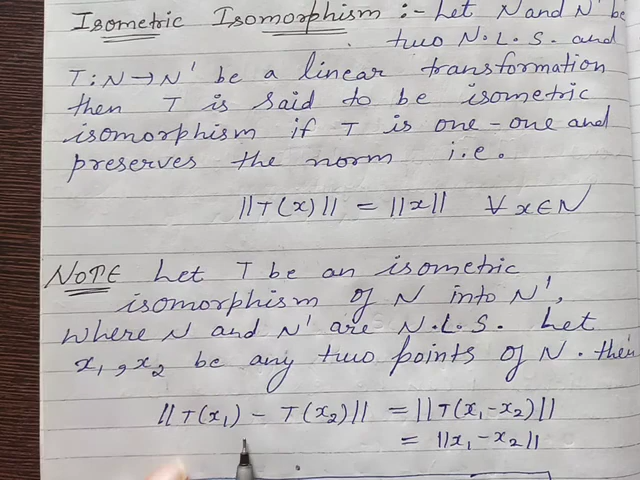 Isometric Isomorphism :- Let N and N' be
two N.L.S. and
T: N → N' be a linear transformation
then T is said to be isometric
isomorphism if T is one-one and
preserves the norm i.e.
||T(x)|| = ||x|| ∀ x ∈ N
NOTE Let T be an isometric
isomorphism of N into N',
where N and N' are N.L.S. Let
x₁, x₂ be any two points of N. then
||T(x₁) - T(x₂)|| = ||T(x₁-x₂)||
= ||x₁-x₂||